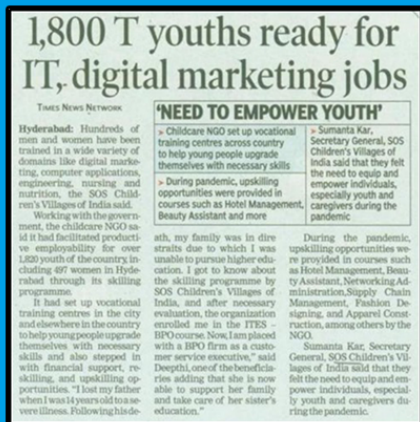 1,800 T youths ready for
IT, digital marketing jobs
TIMES NEWS NETWORK
Hyderabad: Hundreds of
men and women have been
trained in a wide variety of
domains like digital marke-
ting, computer applications,
engineering, nursing and
nutrition, the SOS Child-
ren's Villages of India said.
Working with the govern-
ment, the childcare NGO sa-
id it had facilitated producti-
ve employability for over
1,820 youth of the country, in-
cluding 497 women in Hyde-
rabad through its skilling
programme.
It had set up vocational
training centres in the city
and elsewhere in the country
to help young people upgrade
themselves with necessary
skills and also stepped in
with financial support, re-
skilling, and upskilling op-
portunities. "I lost my father
when I was 14 years old to a se-
vere illness. Following his de-
'NEED TO EMPOWER YOUTH'
➤ Childcare NGO set up vocational
training centres across country
to help young people upgrade
themselves with necessary skills
➤ During pandemic, upskilling
opportunities were provided in
courses such as Hotel Management,
Beauty Assistant and more
➤ Sumanta Kar,
Secretary General, SOS
Children's Villages of
India said that they felt
the need to equip and
empower individuals,
especially youth and
caregivers during the
pandemic
ath, my family was in dire
straits due to which I was
unable to pursue higher edu-
cation. I got to know about
the skilling programme by
SOS Children's Villages of
India, and after necessary
evaluation, the organization
enrolled me in the ITES -
BPO course. Now, I am placed
with a BPO firm as a custo-
mer service executive," said
Deepthi, one of the beneficia-
ries adding that she is now
able to support her family
and take care of her sister's
education."
During the pandemic,
upskilling opportunities we-
re provided in courses such
as Hotel Management, Beau-
ty Assistant, Networking Ad-
ministration, Supply Chain
Management, Fashion De-
signing, and Apparel Const-
ruction, among others by the
NGO.
Sumanta Kar, Secretary
General, SOS Children's Vil-
lages of India said that they
felt the need to equip and em-
power individuals, especial-
ly youth and caregivers du-
ring the pandemic.